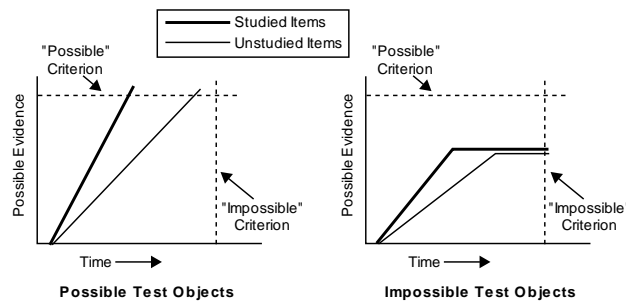 Studied Items
Unstudied Items
"Possible"
Criterion
Possible Evidence
"Impossible"
Criterion
Time
Possible Test Objects
"Possible"
Criterion
Possible Evidence
"Impossible"
Criterion
Time
Impossible Test Objects